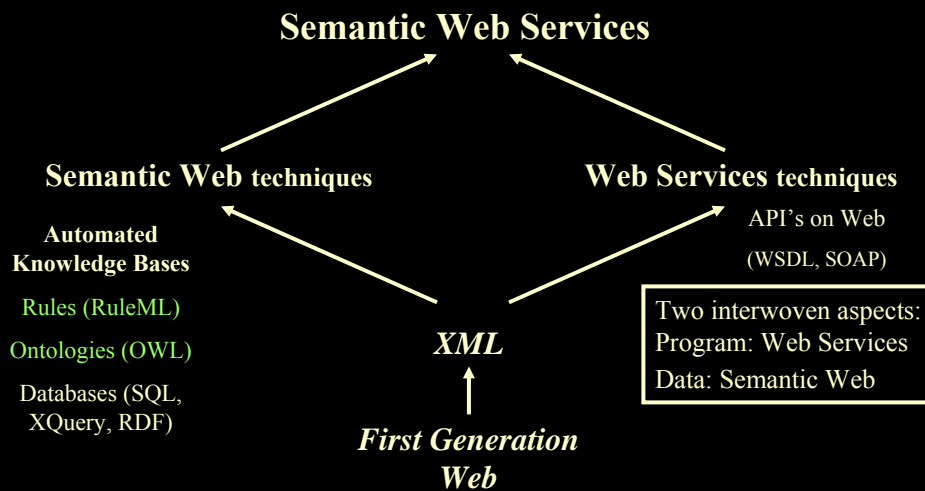 Semantic Web Services
Semantic Web techniques
Web Services techniques
Automated
Knowledge Bases
Rules (RuleML)
Ontologies (OWL)
Databases (SQL,
XQuery, RDF)
API's on Web
(WSDL, SOAP)
Two interwoven aspects:
Program: Web Services
Data: Semantic Web
XML
First Generation
Web